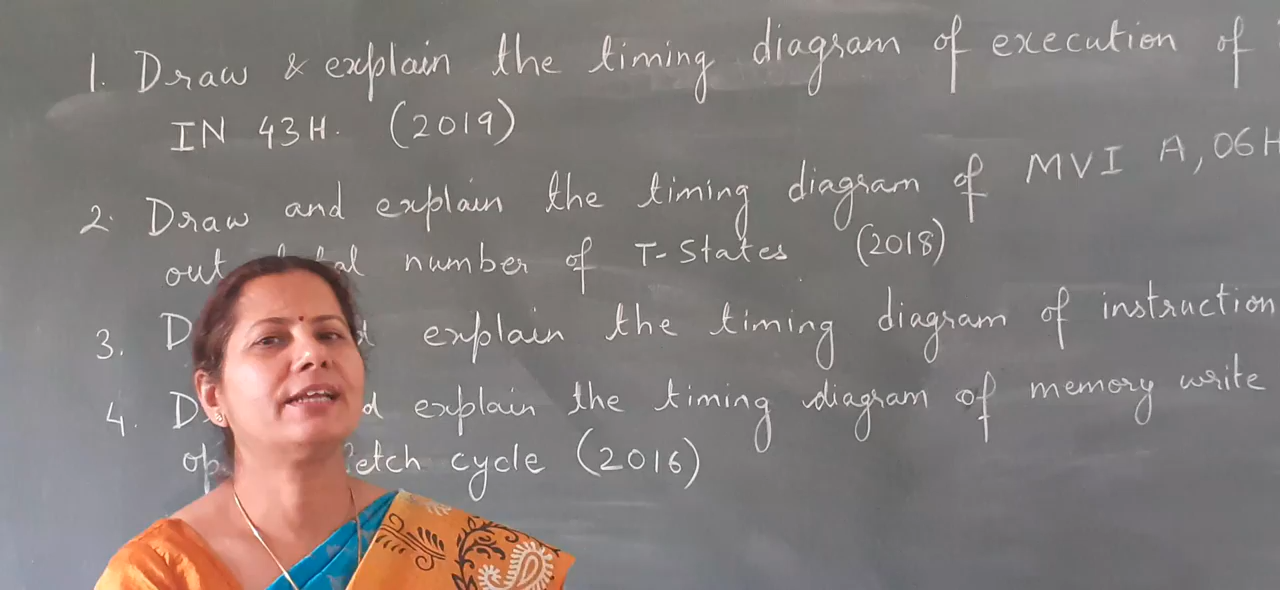 1. Draw & explain the timing diagram of execution of
IN 43H. (2019)
2. Draw and explain the timing diagram of MVI A, 06H
out total number of T-States (2018)
3. explain the timing diagram of instruction
4. explain the timing diagram of memory write
cycle (2016)